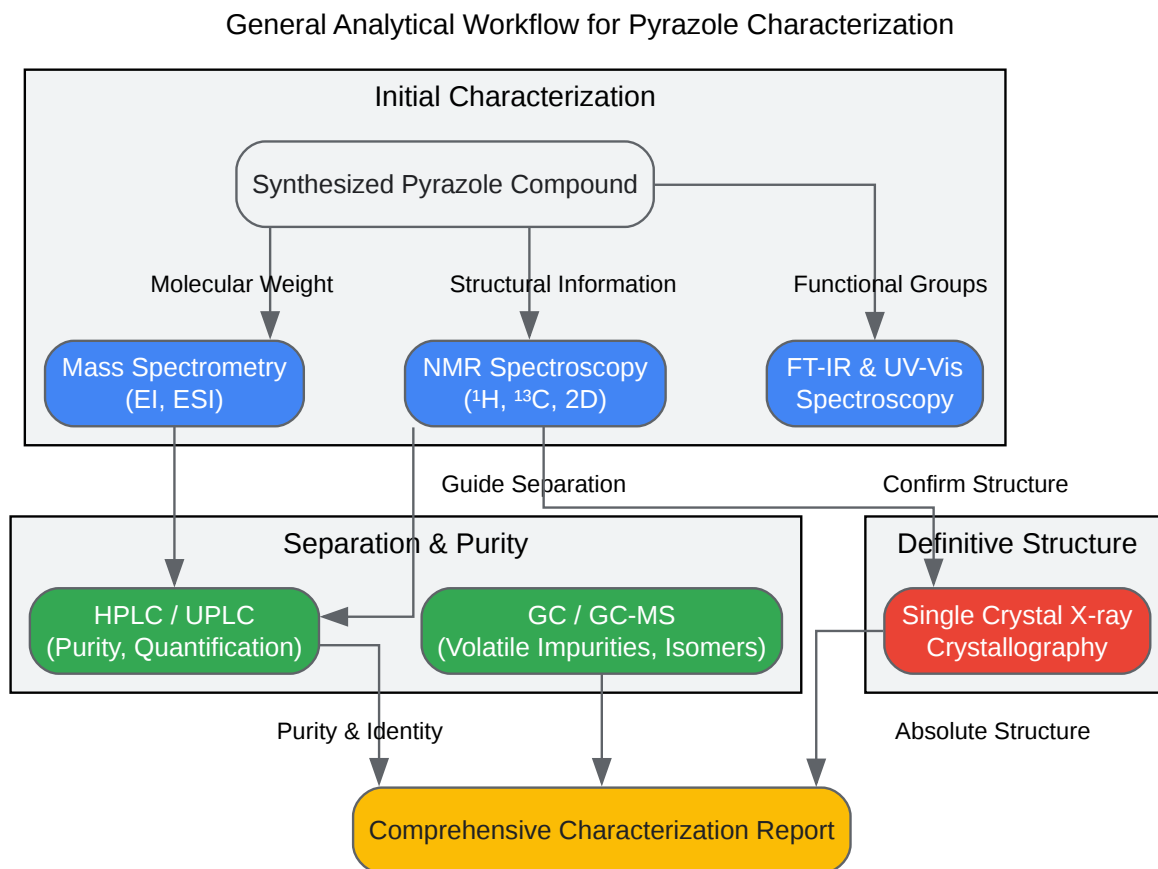 General Analytical Workflow for Pyrazole Characterization
Initial Characterization
Synthesized Pyrazole Compound
Molecular Weight
Structural Information
Functional Groups
Mass Spectrometry
(EI, ESI)
NMR Spectroscopy
(¹H, ¹³C, 2D)
FT-IR & UV-Vis
Spectroscopy
Guide Separation
Confirm Structure
Separation & Purity
Definitive Structure
HPLC / UPLC
(Purity, Quantification)
GC / GC-MS
(Volatile Impurities, Isomers)
Single Crystal X-ray
Crystallography
Purity & Identity
Absolute Structure
Comprehensive Characterization Report